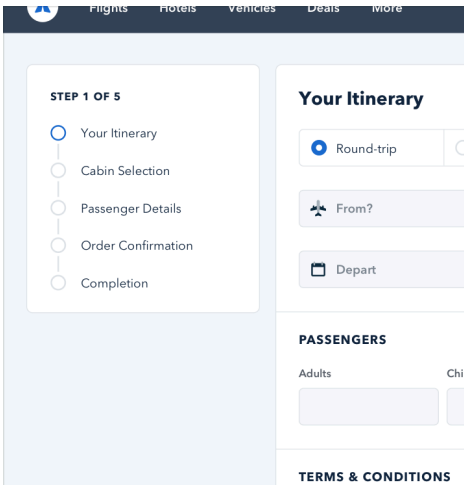 Flights Hotels Vehicles Deals More
STEP 1 OF 5
Your Itinerary
Cabin Selection
Passenger Details
Order Confirmation
Completion
Your Itinerary
Round-trip
From?
Depart
PASSENGERS
Adults Chi
TERMS & CONDITIONS